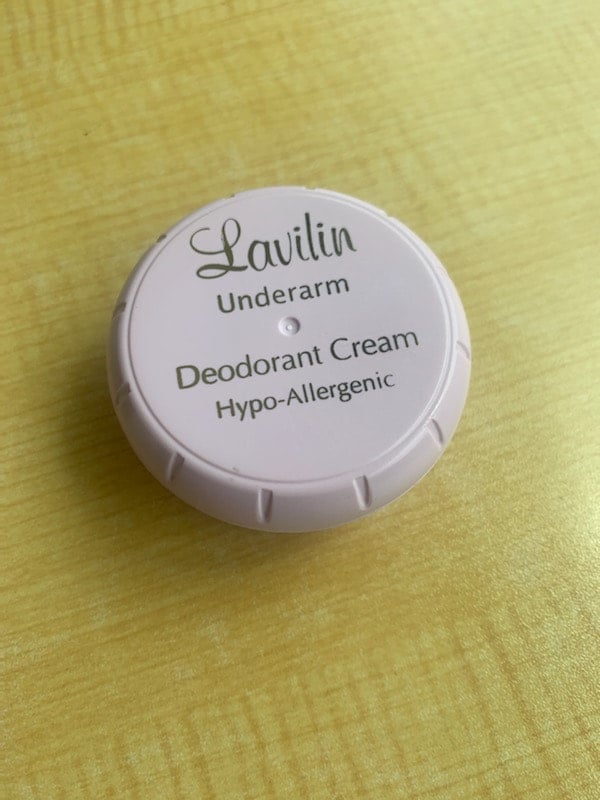 Lavilin
Underarm
Deodorant Cream
Hypo-Allergenic